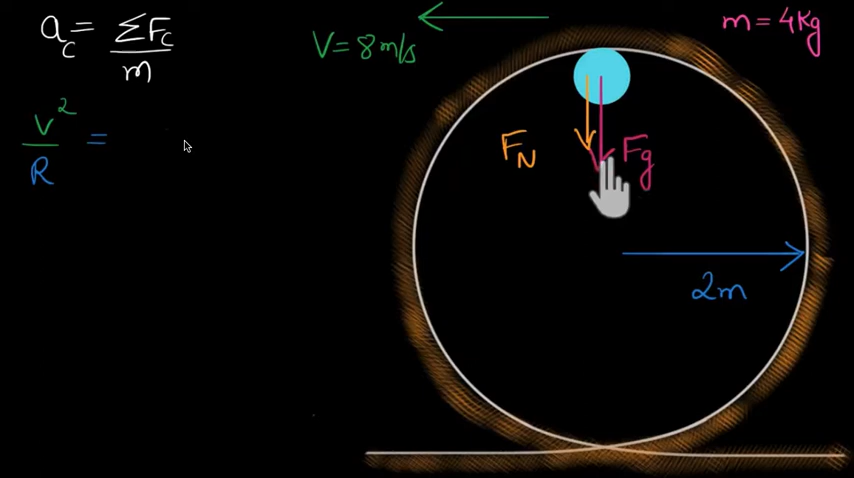 a_c = ΣF_c / m
V = 8 m/s
m = 4 Kg
v² / R =
F_N
F_g
2m